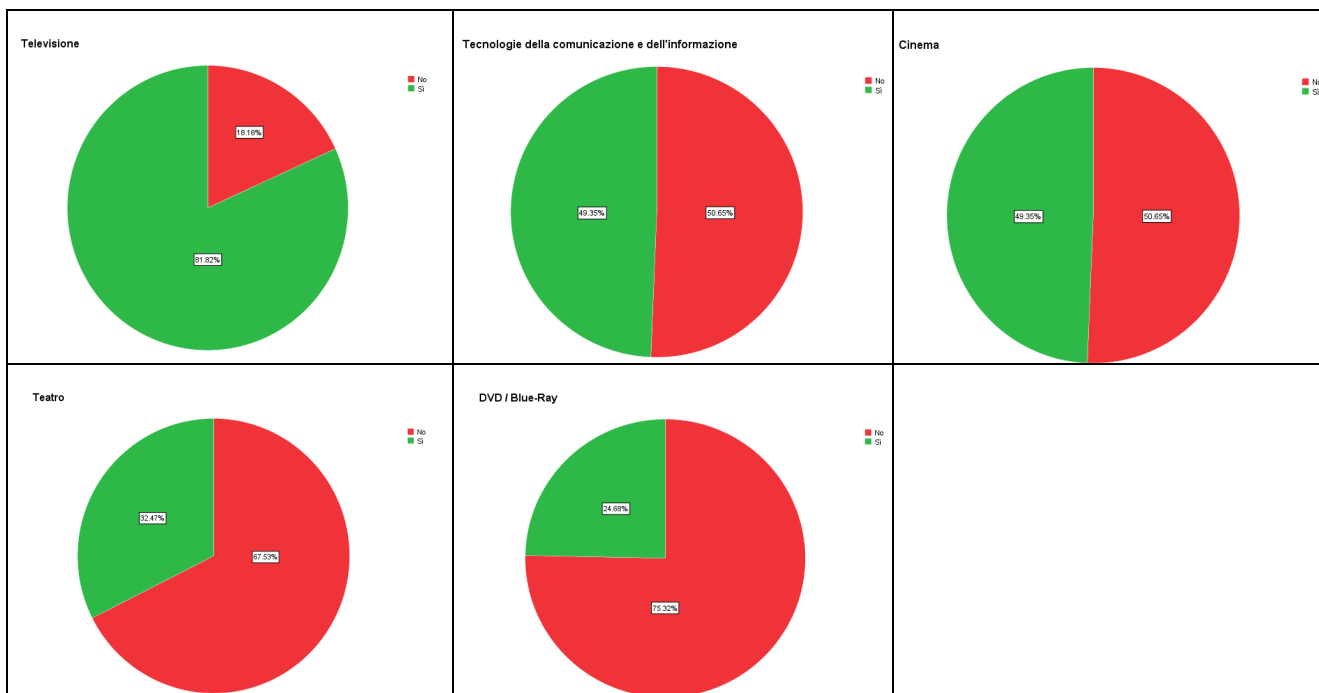 Televisione
No
Sì
18.18%
81.82%
Tecnologie della comunicazione e dell'informazione
No
Sì
49.35%
50.65%
Cinema
No
Sì
49.35%
50.65%
Teatro
No
Sì
32.47%
67.53%
DVD / Blue-Ray
No
Sì
24.68%
75.32%